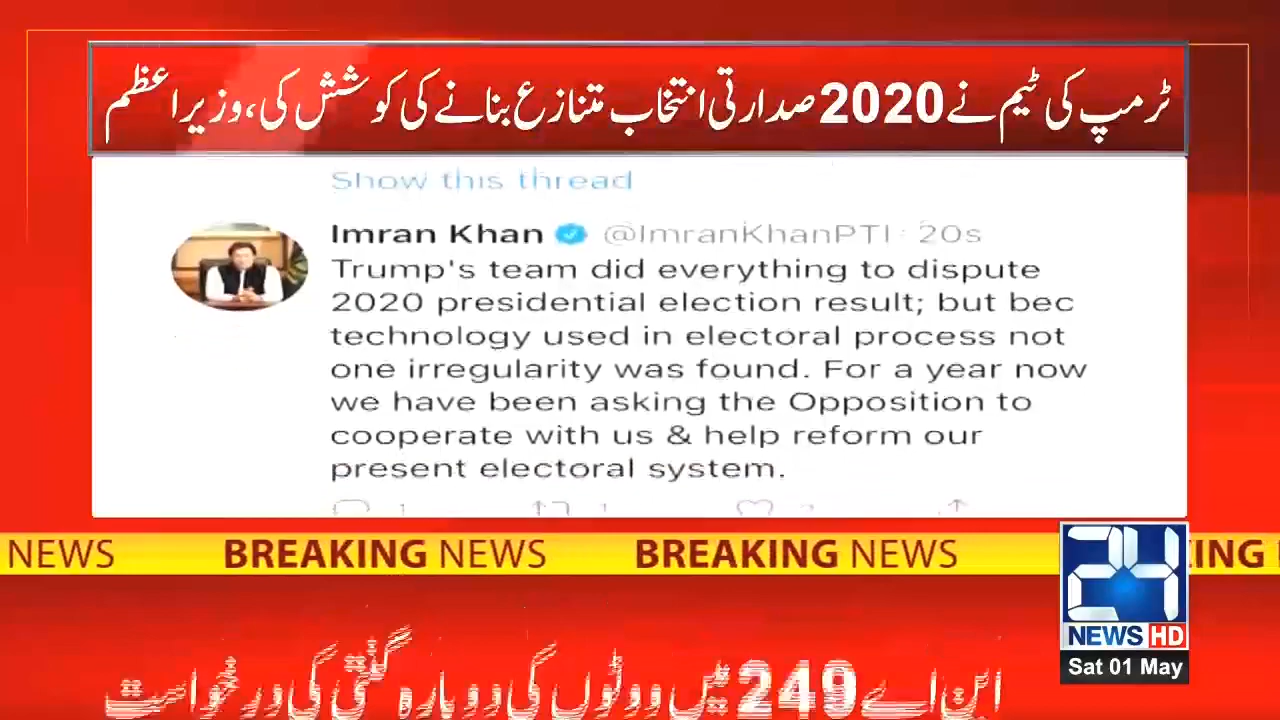 ٹرمپ کی ٹیم نے 2020 صدارتی انتخاب متنازع بنانے کی کوشش کی، وزیراعظم
Show this thread
Imran Khan @ImranKhanPTI · 20s
Trump's team did everything to dispute
2020 presidential election result; but bec
technology used in electoral process not
one irregularity was found. For a year now
we have been asking the Opposition to
cooperate with us & help reform our
present electoral system.
NEWS BREAKING NEWS BREAKING NEWS ING
24
NEWS HD
Sat 01 May
این اے 249 میں ووٹوں کی دوبارہ گنتی کی درخواست